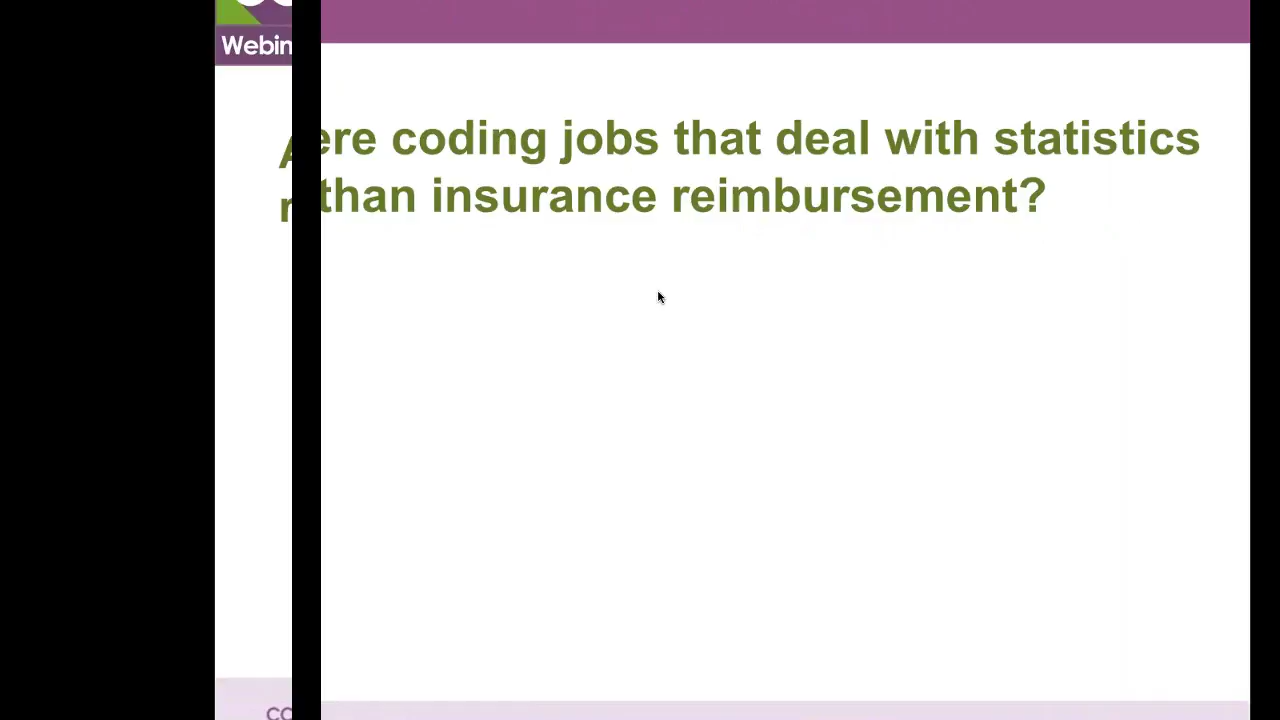 Webin
ere coding jobs that deal with statistics
than insurance reimbursement?